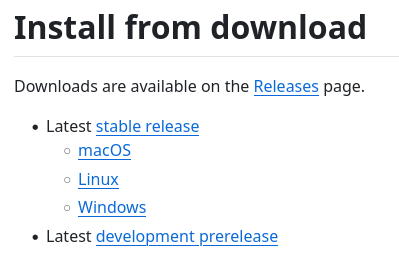 Install from download
Downloads are available on the Releases page.
Latest stable release
macOS
Linux
Windows
Latest development prerelease